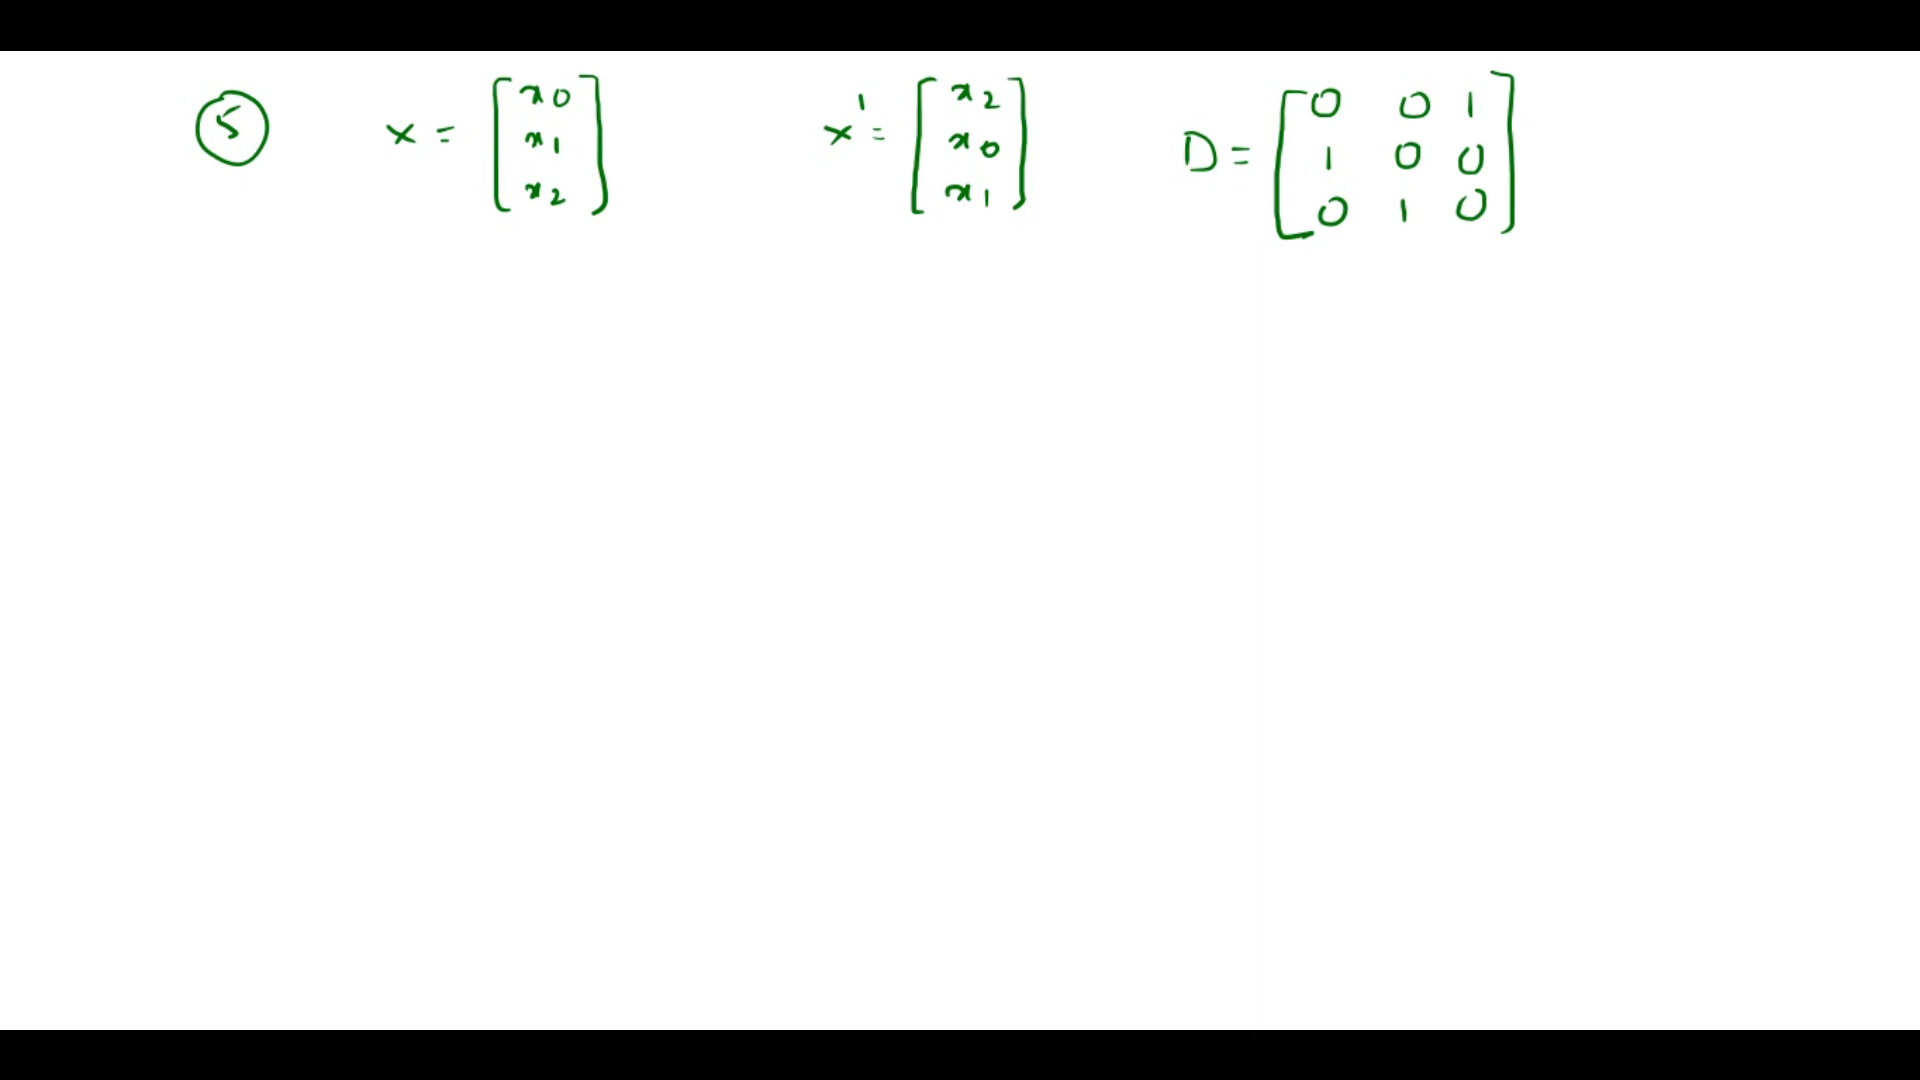 ⑤ x = [x0 x1 x2] x' = [x2 x0 x1] D = [0 0 1
1 0 0
0 1 0]